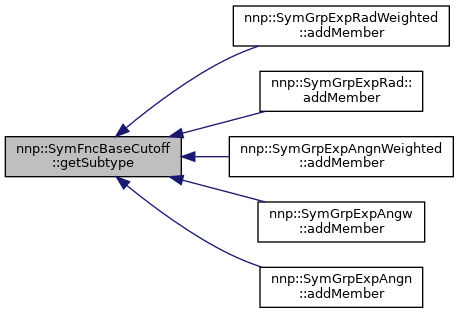 nnp::SymGrpExpRadWeighted
::addMember
nnp::SymGrpExpRad::
addMember
nnp::SymFncBaseCutoff
::getSubtype
nnp::SymGrpExpAngnWeighted
::addMember
nnp::SymGrpExpAngw
::addMember
nnp::SymGrpExpAngn
::addMember